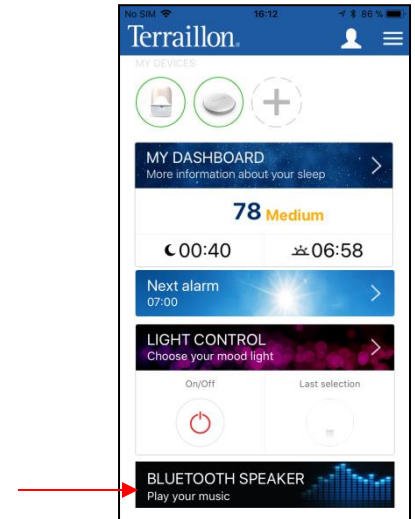 No SIM 16:12 86 %
Terraillon.
MY DEVICES
MY DASHBOARD
More information about your sleep
78 Medium
00:40 06:58
Next alarm
07:00
LIGHT CONTROL
Choose your mood light
On/Off Last selection
BLUETOOTH SPEAKER
Play your music